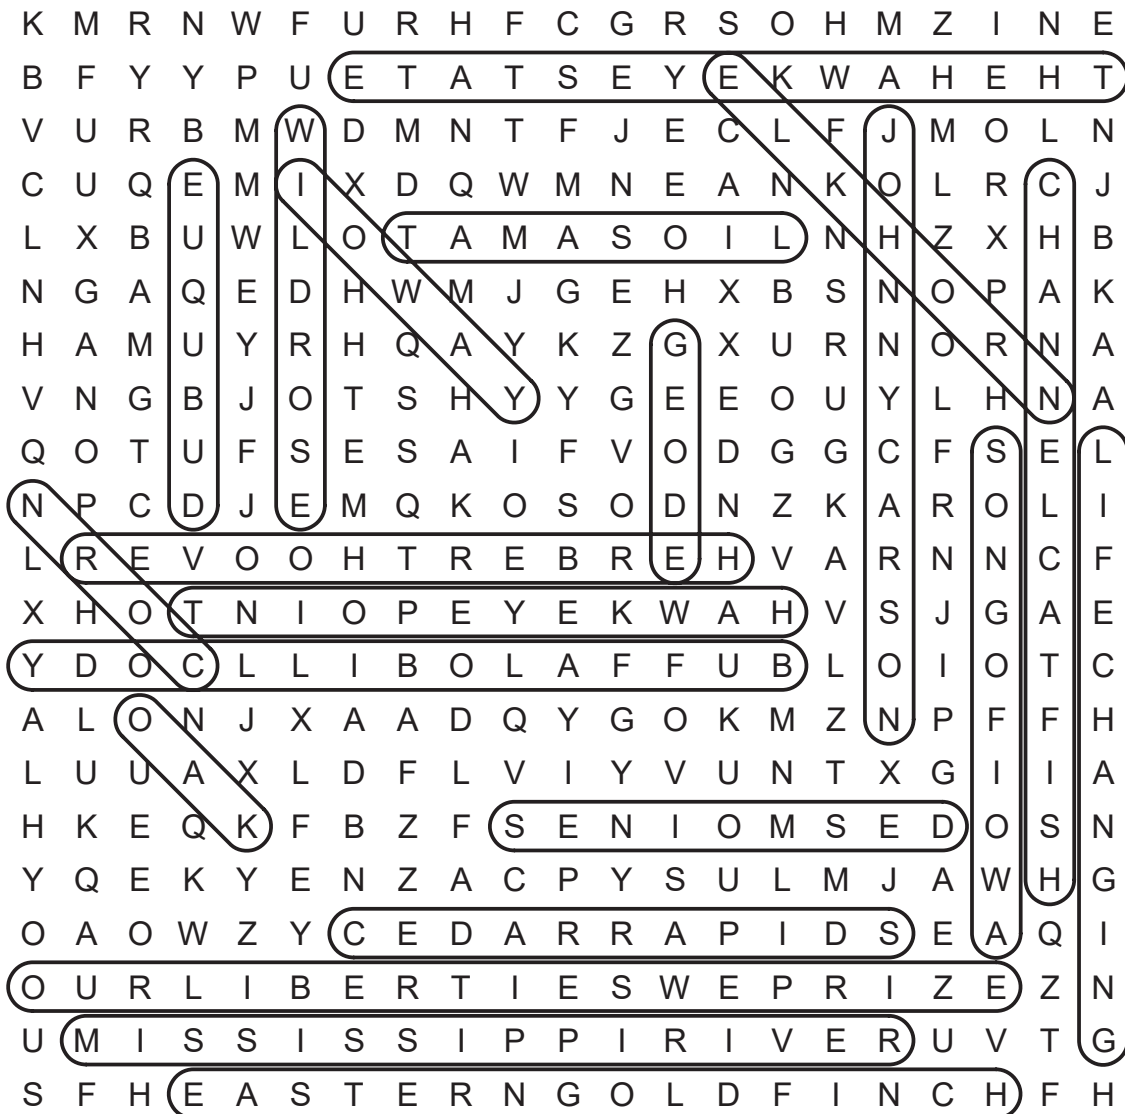 K M R N W F U R H F C G R S O H M Z I N E
B F Y Y P U E T A T S E Y E K W A H E H T
V U R B M W D M N T F J E C L F J M O L N
C U Q E M I X D Q W M N E A N K O L R C J
L X B U W L O T A M A S O I L N H Z X H B
N G A Q E D H W M J G E H X B S N O P A K
H A M U Y R H Q A Y K Z G X U R N O R N A
V N G B J O T S H Y Y G E E O U Y L H N A
Q O T U F S E S A I F V O D G G C F S E L
N P C D J E M Q K O S O D N Z K A R O L I
L R E V O O H T R E B R E H V A R N N C F
X H O T N I O P E Y E K W A H V S J G A E
Y D O C L L I B O L A F F U B L O I O T C
A L O N J X A A D Q Y G O K M Z N P F F H
L U U A X L D F L V I Y V U N T X G I I A
H K E Q K F B Z F S E N I O M S E D O S N
Y Q E K Y E N Z A C P Y S U L M J A W H G
O A O W Z Y C E D A R R A P I D S E A Q I
O U R L I B E R T I E S W E P R I Z E Z N
U M I S S I S S I P P I R I V E R U V T G
S F H E A S T E R N G O L D F I N C H F H